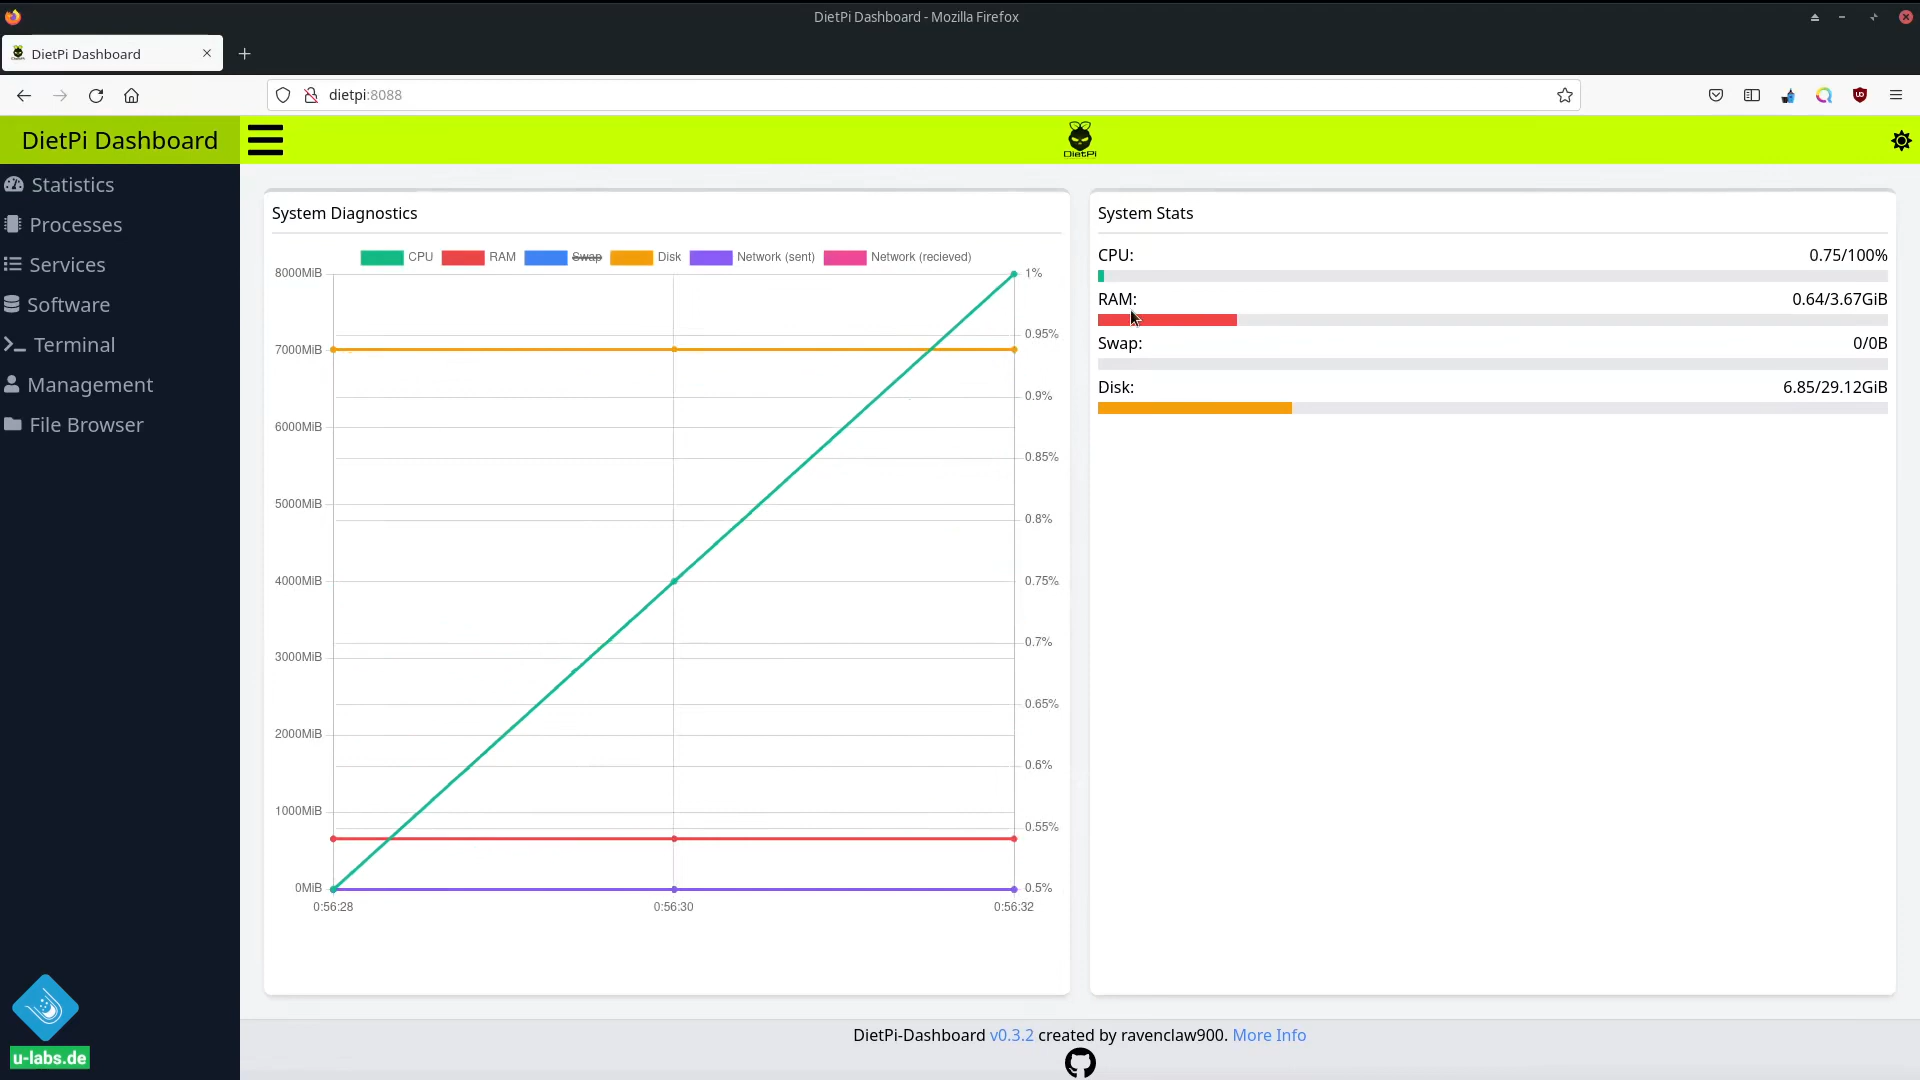 DietPi Dashboard - Mozilla Firefox
DietPi Dashboard
dietpi:8088
DietPi Dashboard
DietPi
Statistics
Processes
Services
Software
Terminal
Management
File Browser
System Diagnostics
CPU RAM Swap Disk Network (sent) Network (recieved)
8000MiB
7000MiB
6000MiB
5000MiB
4000MiB
3000MiB
2000MiB
1000MiB
0MiB
1%
0.95%
0.9%
0.85%
0.8%
0.75%
0.7%
0.65%
0.6%
0.55%
0.5%
0:56:28 0:56:30 0:56:32
System Stats
CPU: 0.75/100%
RAM: 0.64/3.67GiB
Swap: 0/0B
Disk: 6.85/29.12GiB
u-labs.de
DietPi-Dashboard v0.3.2 created by ravenclaw900. More Info